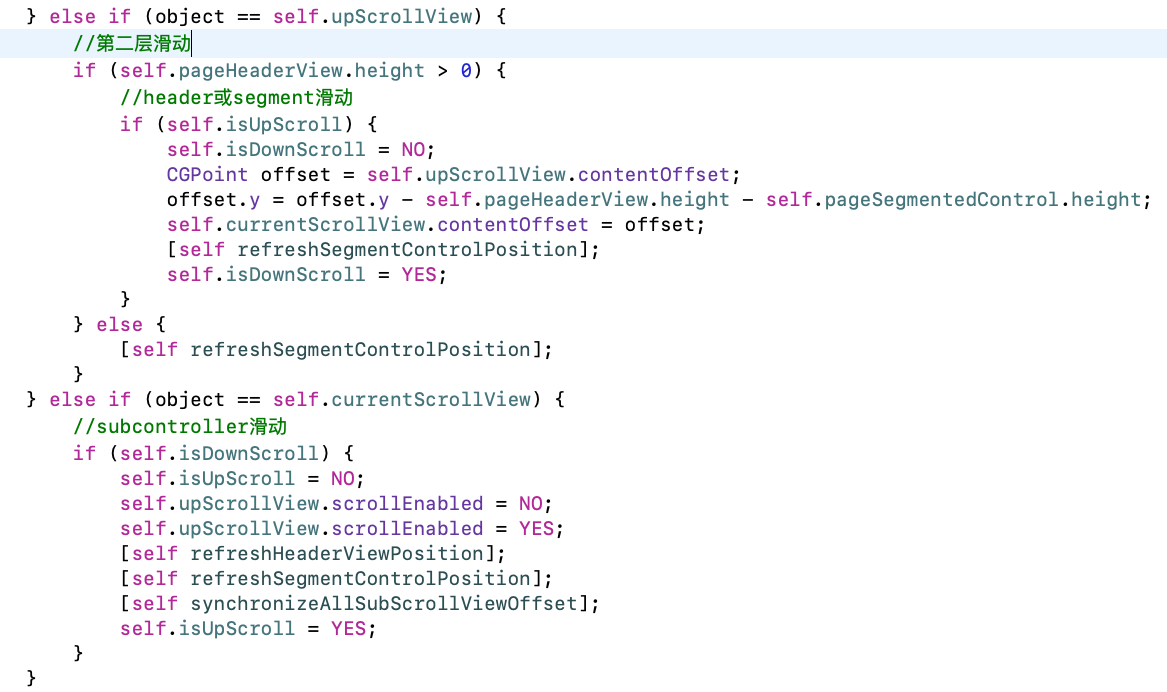 } else if (object == self.upScrollView) {
    //第二层滑动
    if (self.pageHeaderView.height > 0) {
        //header或segment滑动
        if (self.isUpScroll) {
            self.isDownScroll = NO;
            CGPoint offset = self.upScrollView.contentOffset;
            offset.y = offset.y - self.pageHeaderView.height - self.pageSegmentedControl.height;
            self.currentScrollView.contentOffset = offset;
            [self refreshSegmentControlPosition];
            self.isDownScroll = YES;
        }
    } else {
        [self refreshSegmentControlPosition];
    }
} else if (object == self.currentScrollView) {
    //subcontroller滑动
    if (self.isDownScroll) {
        self.isUpScroll = NO;
        self.upScrollView.scrollEnabled = NO;
        self.upScrollView.scrollEnabled = YES;
        [self refreshHeaderViewPosition];
        [self refreshSegmentControlPosition];
        [self synchronizeAllSubScrollViewOffset];
        self.isUpScroll = YES;
    }
}